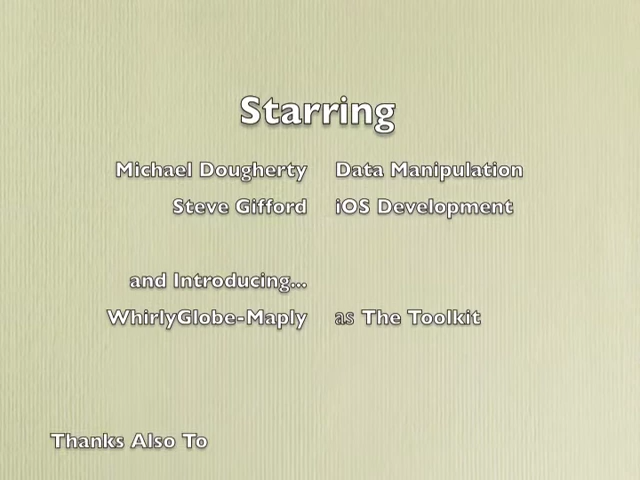 Starring
Michael Dougherty Data Manipulation
Steve Gifford iOS Development
and Introducing...
WhirlyGlobe-Maply as The Toolkit
Thanks Also To